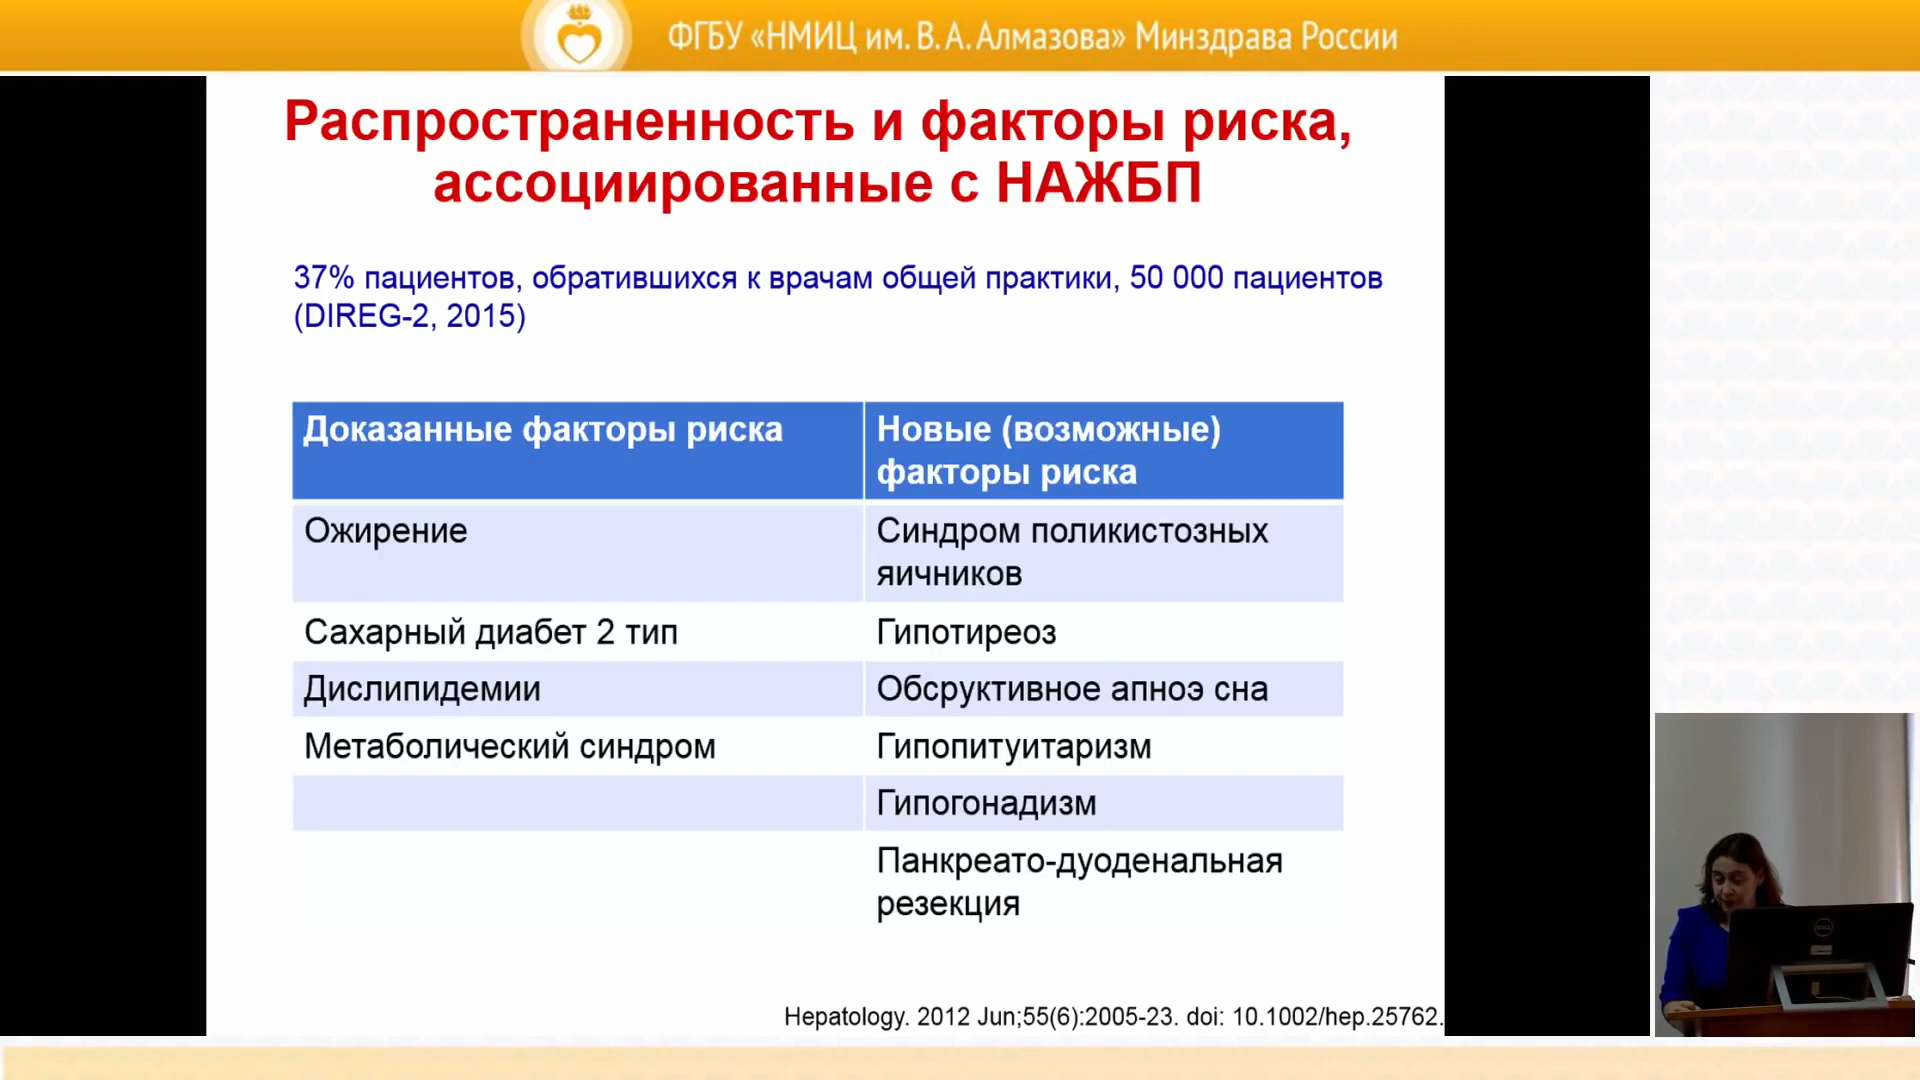 ФГБУ «НМИЦ им. В. А. Алмазова» Минздрава России
Распространенность и факторы риска,
ассоциированные с НАЖБП
37% пациентов, обратившихся к врачам общей практики, 50 000 пациентов
(DIREG-2, 2015)
Доказанные факторы риска
Новые (возможные)
факторы риска
Ожирение
Синдром поликистозных
яичников
Сахарный диабет 2 тип
Гипотиреоз
Дислипидемии
Обсруктивное апноэ сна
Метаболический синдром
Гипопитуитаризм
Гипогонадизм
Панкреато-дуоденальная
резекция
Hepatology. 2012 Jun;55(6):2005-23. doi: 10.1002/hep.25762.
DELL